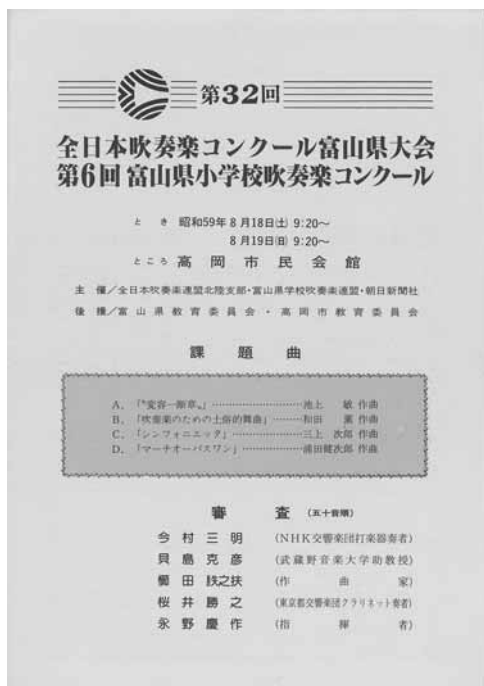 第32回
全日本吹奏楽コンクール富山県大会
第6回 富山県小学校吹奏楽コンクール
とき 昭和59年8月18日(土) 9:20〜
8月19日(日) 9:20〜
ところ 高岡市民会館
主催/全日本吹奏楽連盟北陸支部・富山県学校吹奏楽連盟・朝日新聞社
後援/富山県教育委員会・高岡市教育委員会
課題曲
A.「〝変容―断章〟」……………………池上 敏 作曲
B.「吹奏楽のための土俗的舞曲」………和田 薫 作曲
C.「シンフォニエッタ」…………………三上 次郎 作曲
D.「マーチオーパスワン」………………浦田健次郎 作曲
審査 (五十音順)
今村三明 (NHK交響楽団打楽器奏者)
貝島克彦 (武蔵野音楽大学助教授)
櫛田胅之扶 (作曲家)
桜井勝之 (東京都交響楽団クラリネット奏者)
永野慶作 (指揮者)